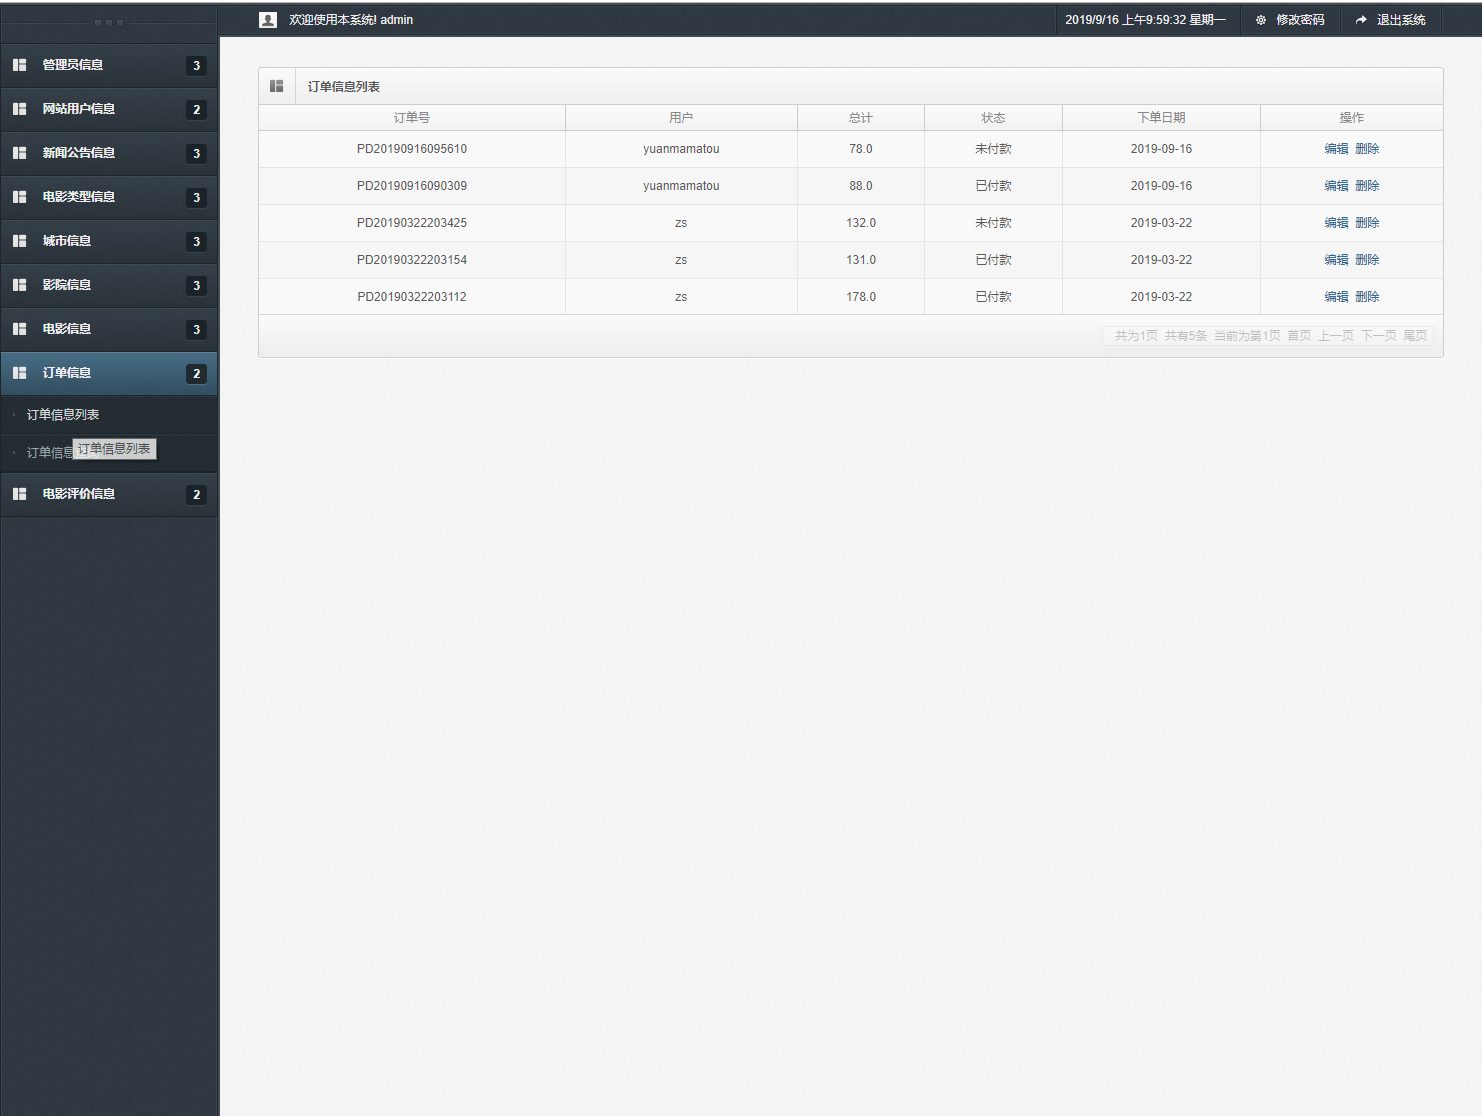 欢迎使用本系统! admin
2019/9/16 上午9:59:32 星期一
修改密码
退出系统
管理员信息 3
网站用户信息 2
新闻公告信息 3
电影类型信息 3
城市信息 3
影院信息 3
电影信息 3
订单信息 2
订单信息列表
订单信息
订单信息列表
电影评价信息 2
订单信息列表
订单号 用户 总计 状态 下单日期 操作
PD20190916095610 yuanmamatou 78.0 未付款 2019-09-16 编辑 删除
PD20190916090309 yuanmamatou 88.0 已付款 2019-09-16 编辑 删除
PD20190322203425 zs 132.0 未付款 2019-03-22 编辑 删除
PD20190322203154 zs 131.0 已付款 2019-03-22 编辑 删除
PD20190322203112 zs 178.0 已付款 2019-03-22 编辑 删除
共为1页 共有5条 当前为第1页 首页 上一页 下一页 尾页